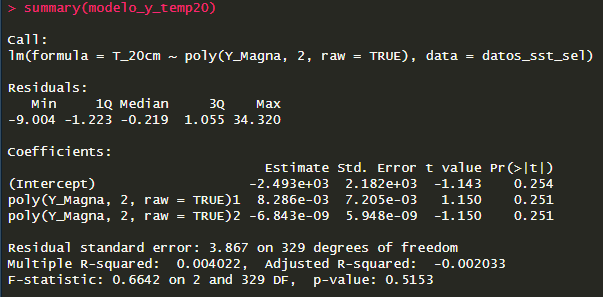 > summary(modelo_y_temp20)

Call:
lm(formula = T_20cm ~ poly(Y_Magna, 2, raw = TRUE), data = datos_sst_sel)

Residuals:
   Min     1Q Median     3Q    Max
-9.004 -1.223 -0.219  1.055 34.320

Coefficients:
                                Estimate Std. Error t value Pr(>|t|)
(Intercept)                   -2.493e+03  2.182e+03  -1.143    0.254
poly(Y_Magna, 2, raw = TRUE)1  8.286e-03  7.205e-03   1.150    0.251
poly(Y_Magna, 2, raw = TRUE)2 -6.843e-09  5.948e-09  -1.150    0.251

Residual standard error: 3.867 on 329 degrees of freedom
Multiple R-squared:  0.004022,  Adjusted R-squared:  -0.002033
F-statistic: 0.6642 on 2 and 329 DF,  p-value: 0.5153